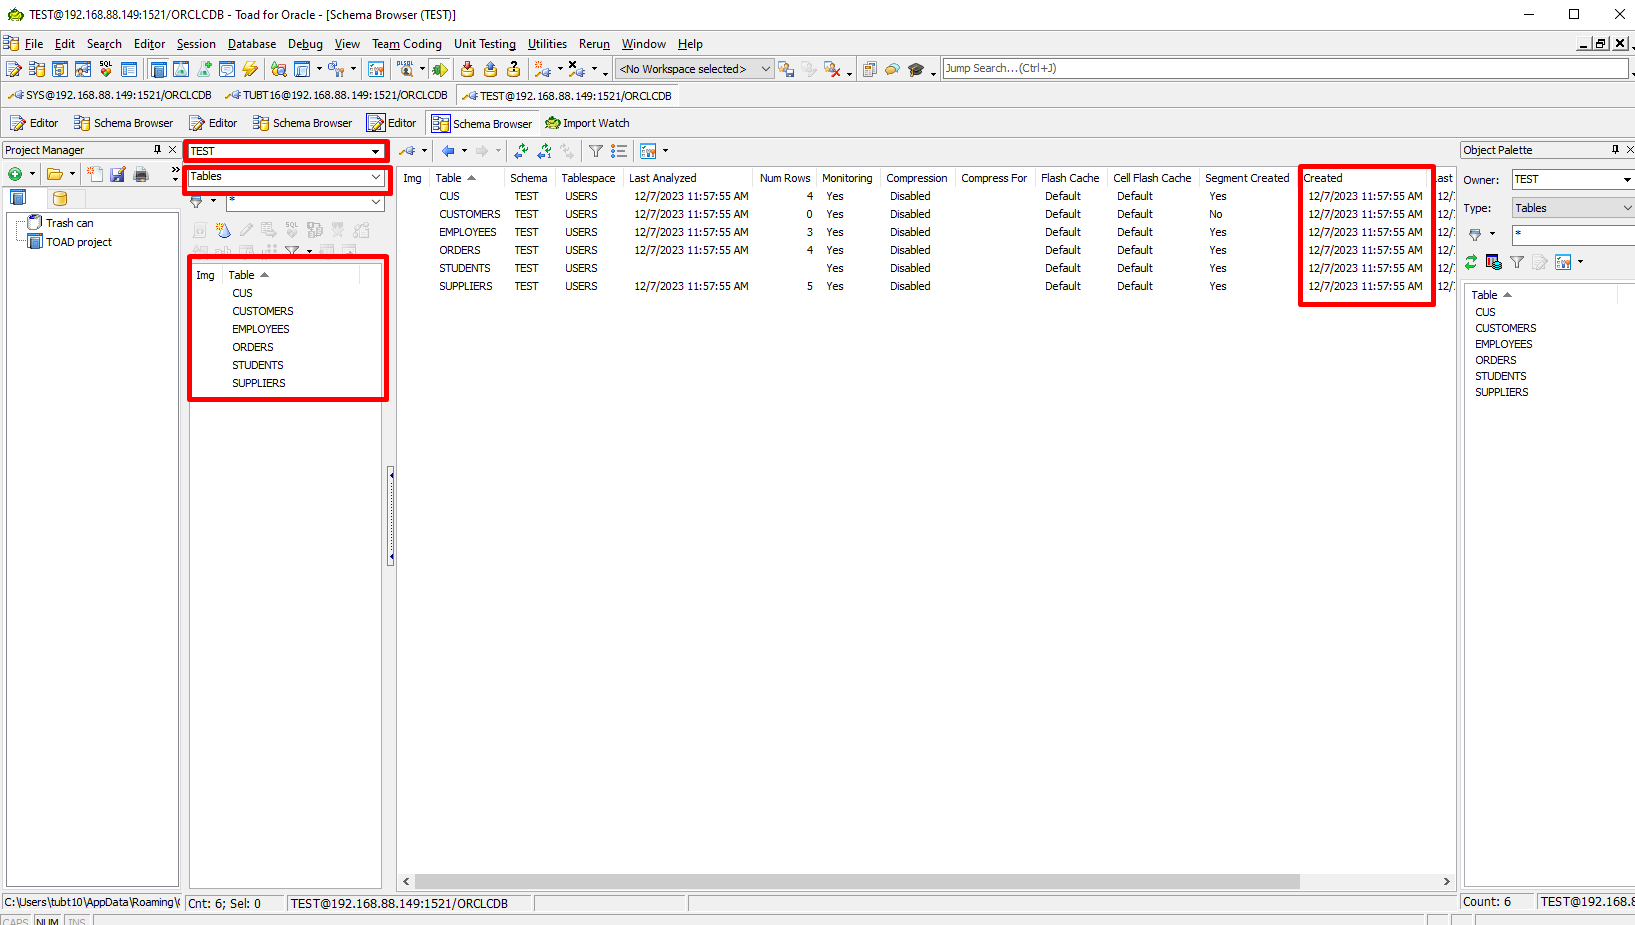 TEST@192.168.88.149:1521/ORCLCDB - Toad for Oracle - [Schema Browser (TEST)]
File Edit Search Editor Session Database Debug View Team Coding Unit Testing Utilities Rerun Window Help
SQL PLSQL <No Workspace selected> Jump Search...(Ctrl+J)
SYS@192.168.88.149:1521/ORCLCDB TUBT16@192.168.88.149:1521/ORCLCDB TEST@192.168.88.149:1521/ORCLCDB
Editor Schema Browser Editor Schema Browser Editor Schema Browser Import Watch
Project Manager
Trash can
TOAD project
TEST
Tables
*
SQL
Img Table
CUS
CUSTOMERS
EMPLOYEES
ORDERS
STUDENTS
SUPPLIERS
Img Table Schema Tablespace Last Analyzed Num Rows Monitoring Compression Compress For Flash Cache Cell Flash Cache Segment Created Created Last
CUS TEST USERS 12/7/2023 11:57:55 AM 4 Yes Disabled Default Default Yes 12/7/2023 11:57:55 AM 12/7
CUSTOMERS TEST USERS 12/7/2023 11:57:55 AM 0 Yes Disabled Default Default No 12/7/2023 11:57:55 AM 12/7
EMPLOYEES TEST USERS 12/7/2023 11:57:55 AM 3 Yes Disabled Default Default Yes 12/7/2023 11:57:55 AM 12/7
ORDERS TEST USERS 12/7/2023 11:57:55 AM 4 Yes Disabled Default Default Yes 12/7/2023 11:57:55 AM 12/7
STUDENTS TEST USERS Yes Disabled Default Default Yes 12/7/2023 11:57:55 AM 12/7
SUPPLIERS TEST USERS 12/7/2023 11:57:55 AM 5 Yes Disabled Default Default Yes 12/7/2023 11:57:55 AM 12/7
Object Palette
Owner: TEST
Type: Tables
*
Table
CUS
CUSTOMERS
EMPLOYEES
ORDERS
STUDENTS
SUPPLIERS
C:\Users\tubt10\AppData\Roaming\ Cnt: 6; Sel: 0 TEST@192.168.88.149:1521/ORCLCDB Count: 6 TEST@192.168.8
CAPS NUM INS